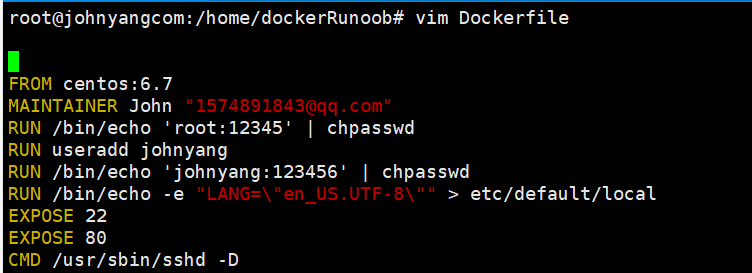 root@johnyangcom:/home/dockerRunoob# vim Dockerfile
FROM centos:6.7
MAINTAINER John "1574891843@qq.com"
RUN /bin/echo 'root:12345' | chpasswd
RUN useradd johnyang
RUN /bin/echo 'johnyang:123456' | chpasswd
RUN /bin/echo -e "LANG=\"en_US.UTF-8\"" > etc/default/local
EXPOSE 22
EXPOSE 80
CMD /usr/sbin/sshd -D